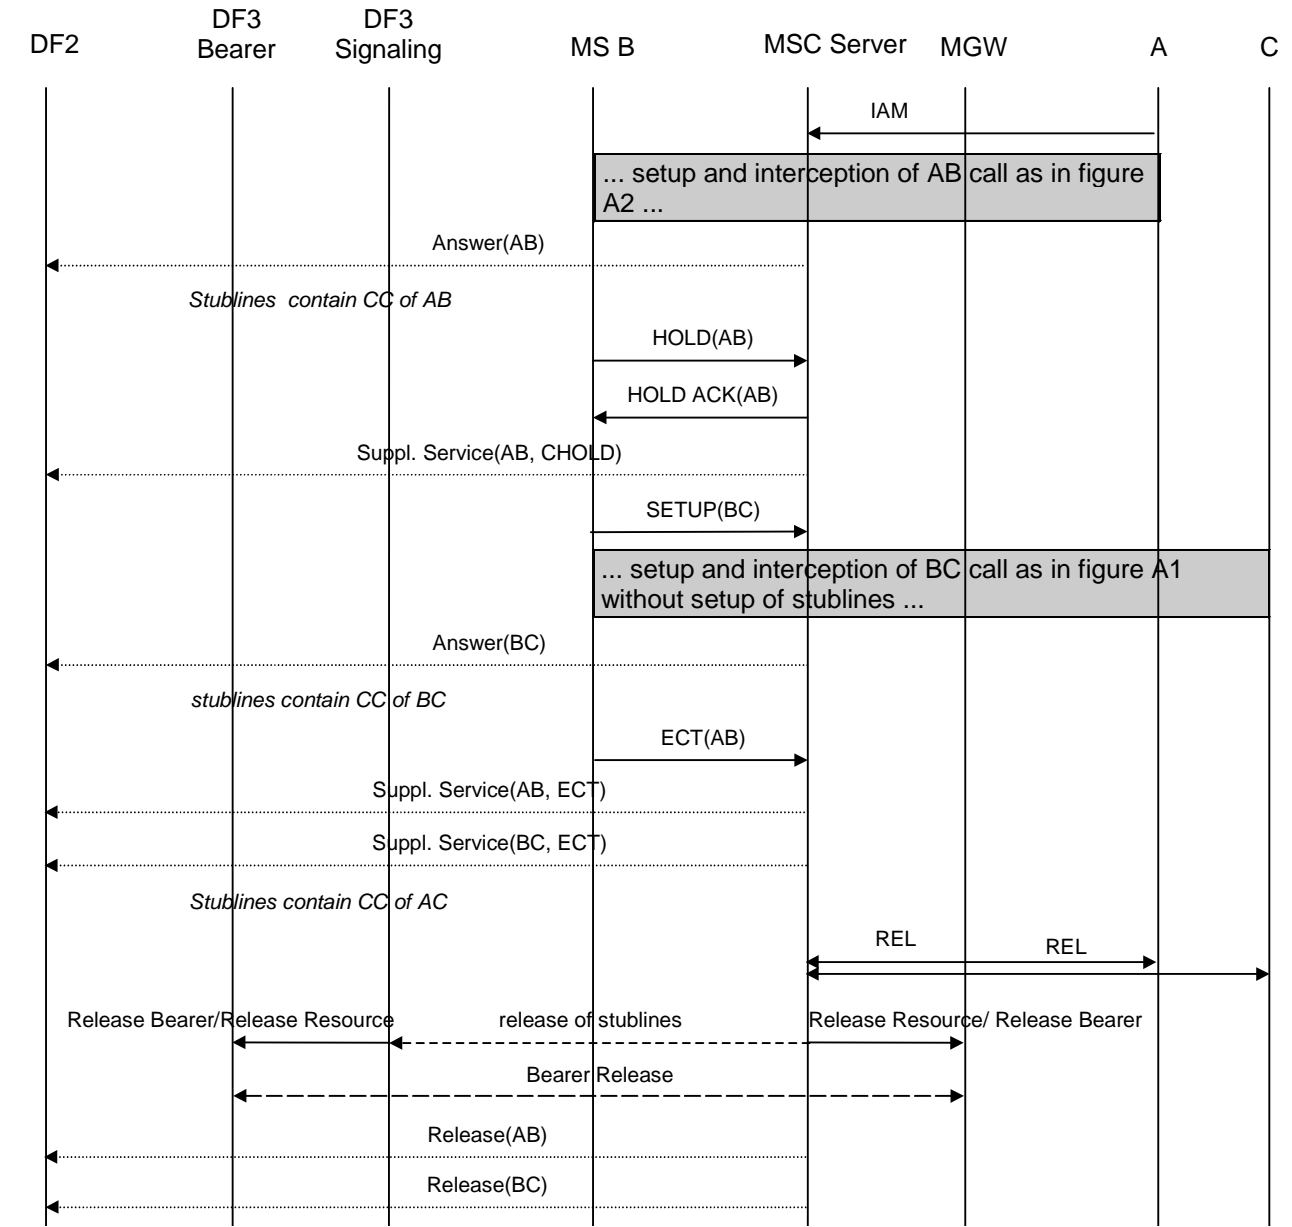 DF2
DF3
Bearer
DF3
Signaling
MS B
MSC Server
MGW
A
C
IAM
... setup and interception of AB call as in figure
A2 ...
Answer(AB)
Stublines contain CC of AB
HOLD(AB)
HOLD ACK(AB)
Suppl. Service(AB, CHOLD)
SETUP(BC)
... setup and interception of BC call as in figure A1
without setup of stublines ...
Answer(BC)
stublines contain CC of BC
ECT(AB)
Suppl. Service(AB, ECT)
Suppl. Service(BC, ECT)
Stublines contain CC of AC
REL
REL
Release Bearer/Release Resource
release of stublines
Release Resource/ Release Bearer
Bearer Release
Release(AB)
Release(BC)